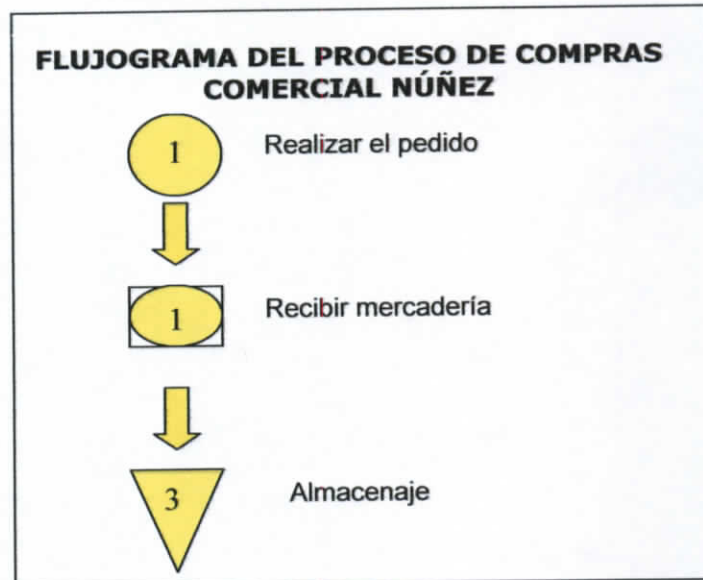 FLUJOGRAMA DEL PROCESO DE COMPRAS
COMERCIAL NÚÑEZ
1 Realizar el pedido
1 Recibir mercadería
3 Almacenaje